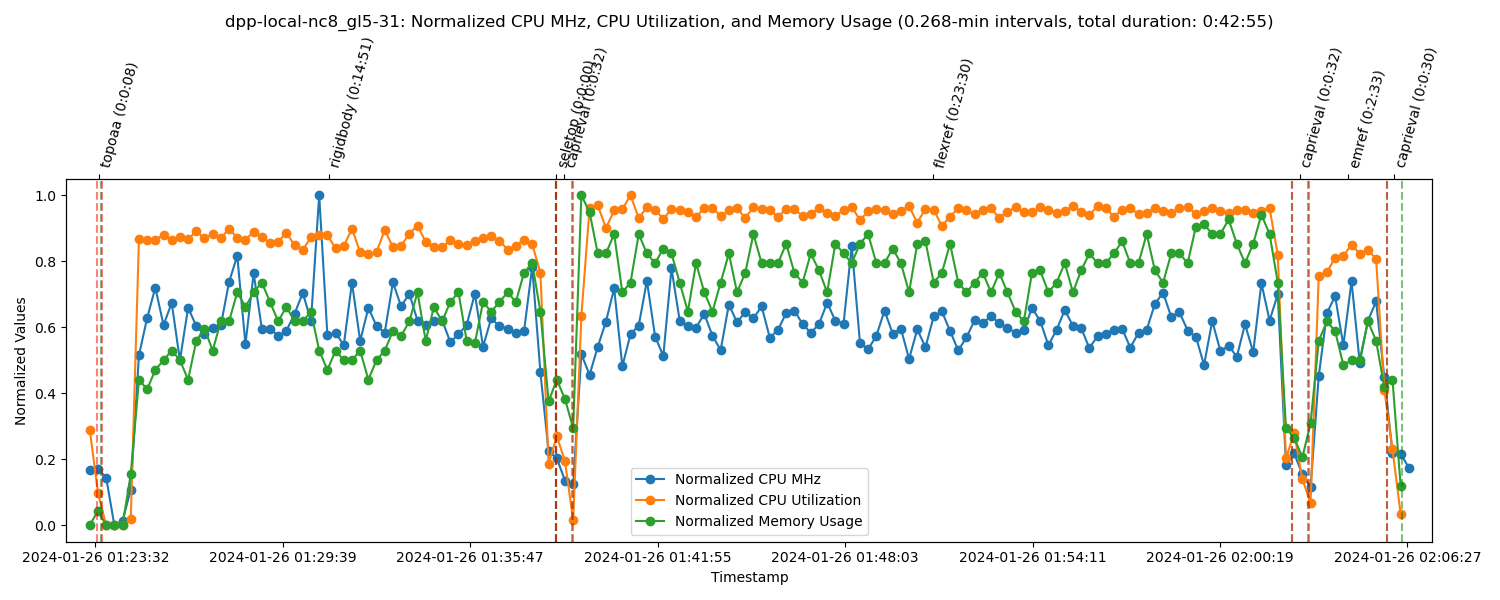 dpp-local-nc8_gl5-31: Normalized CPU MHz, CPU Utilization, and Memory Usage (0.268-min intervals, total duration: 0:42:55)
topoaa (0:0:08)
rigidbody (0:14:51)
seletop (0:0:00)
caprieval (0:0:32)
flexref (0:23:30)
caprieval (0:0:32)
emref (0:2:33)
caprieval (0:0:30)
Normalized Values
1.0
0.8
0.6
0.4
0.2
0.0
Normalized CPU MHz
Normalized CPU Utilization
Normalized Memory Usage
2024-01-26 01:23:32
2024-01-26 01:29:39
2024-01-26 01:35:47
2024-01-26 01:41:55
2024-01-26 01:48:03
2024-01-26 01:54:11
2024-01-26 02:00:19
2024-01-26 02:06:27
Timestamp